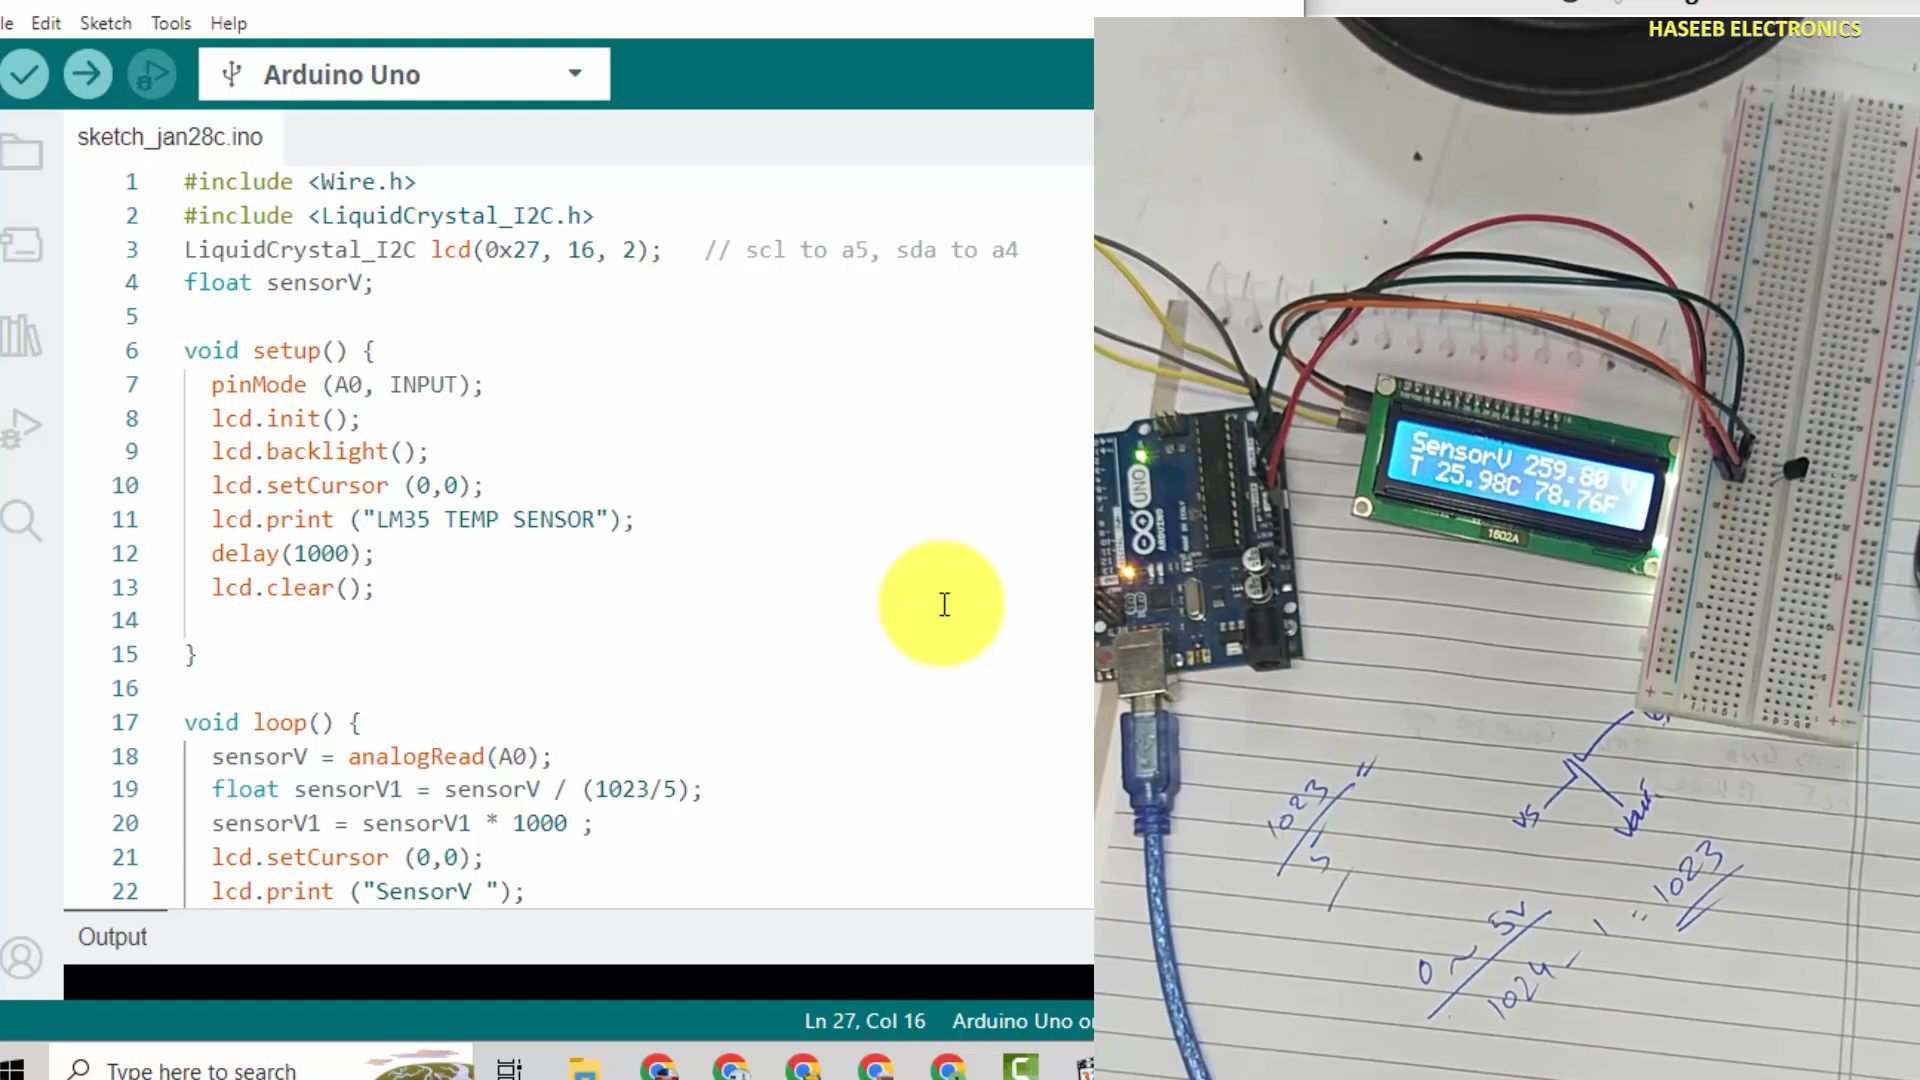 Edit Sketch Tools Help
HASEEB ELECTRONICS
Arduino Uno
sketch_jan28c.ino
1 #include <Wire.h>
2 #include <LiquidCrystal_I2C.h>
3 LiquidCrystal_I2C lcd(0x27, 16, 2); // scl to a5, sda to a4
4 float sensorV;
5
6 void setup() {
7 pinMode (A0, INPUT);
8 lcd.init();
9 lcd.backlight();
10 lcd.setCursor (0,0);
11 lcd.print ("LM35 TEMP SENSOR");
12 delay(1000);
13 lcd.clear();
14
15 }
16
17 void loop() {
18 sensorV = analogRead(A0);
19 float sensorV1 = sensorV / (1023/5);
20 sensorV1 = sensorV1 * 1000 ;
21 lcd.setCursor (0,0);
22 lcd.print ("SensorV ");
Output
Ln 27, Col 16 Arduino Uno
Type here to search
SensorV 259.80 V
T 25.98C 78.76F
1602A
UNO
ARDUINO
1023
5
VS
Vout
0 ~ 5V
1024 - 1 = 1023